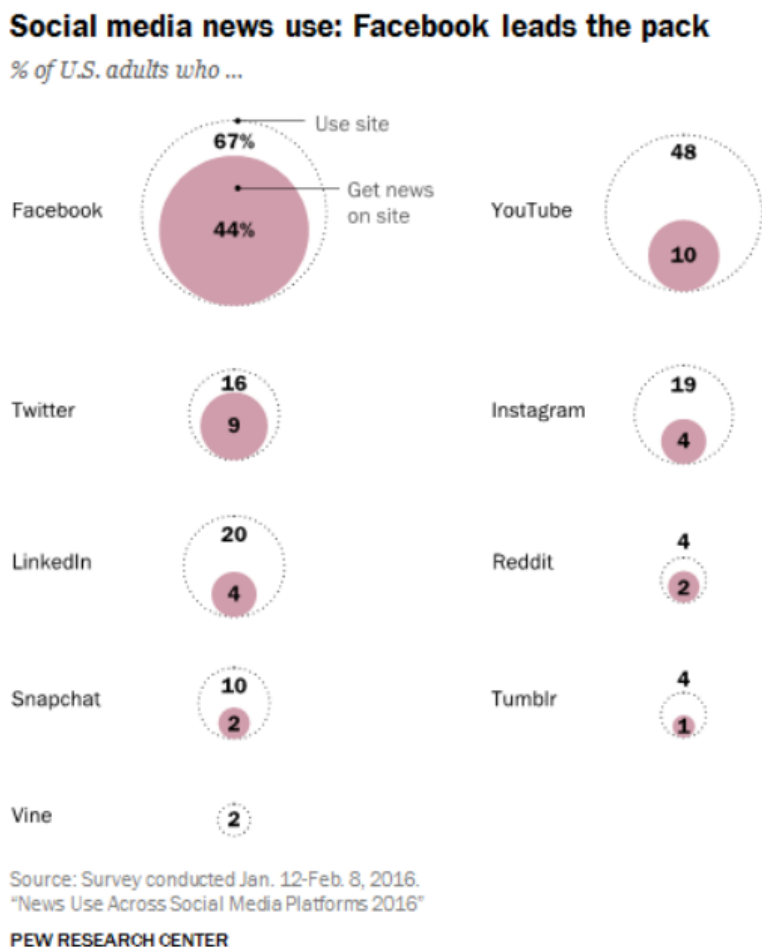 Social media news use: Facebook leads the pack
% of U.S. adults who ...
Use site
67%
Get news
on site
Facebook
44%
YouTube
48
10
Twitter
16
9
Instagram
19
4
LinkedIn
20
4
Reddit
4
2
Snapchat
10
2
Tumblr
4
1
Vine
2
Source: Survey conducted Jan. 12-Feb. 8, 2016.
“News Use Across Social Media Platforms 2016”
PEW RESEARCH CENTER